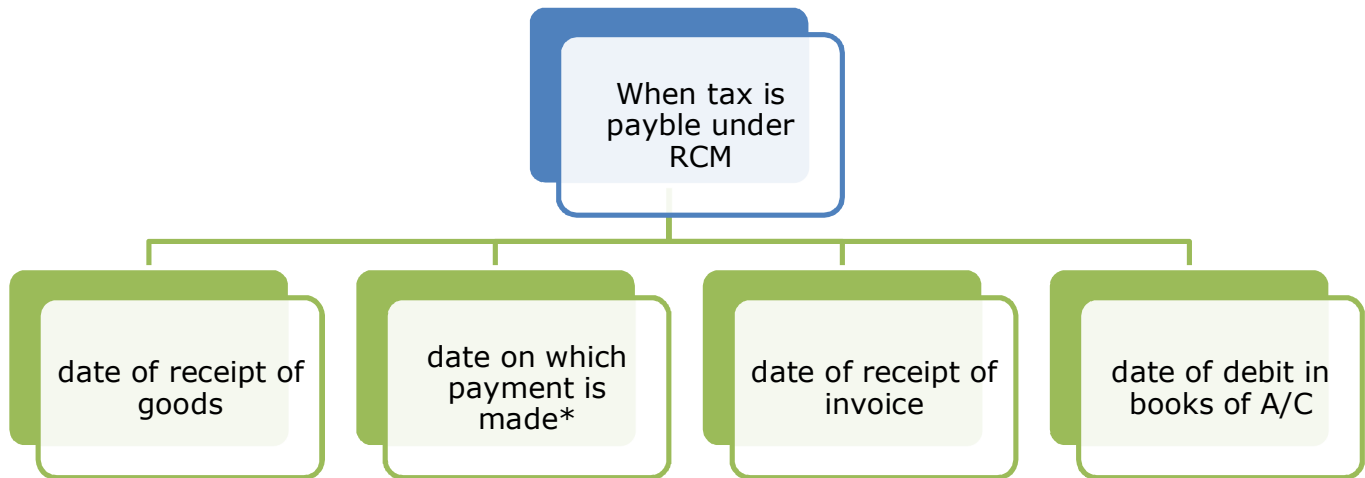 When tax is
payble under
RCM
date of receipt of
goods
date on which
payment is
made*
date of receipt of
invoice
date of debit in
books of A/C